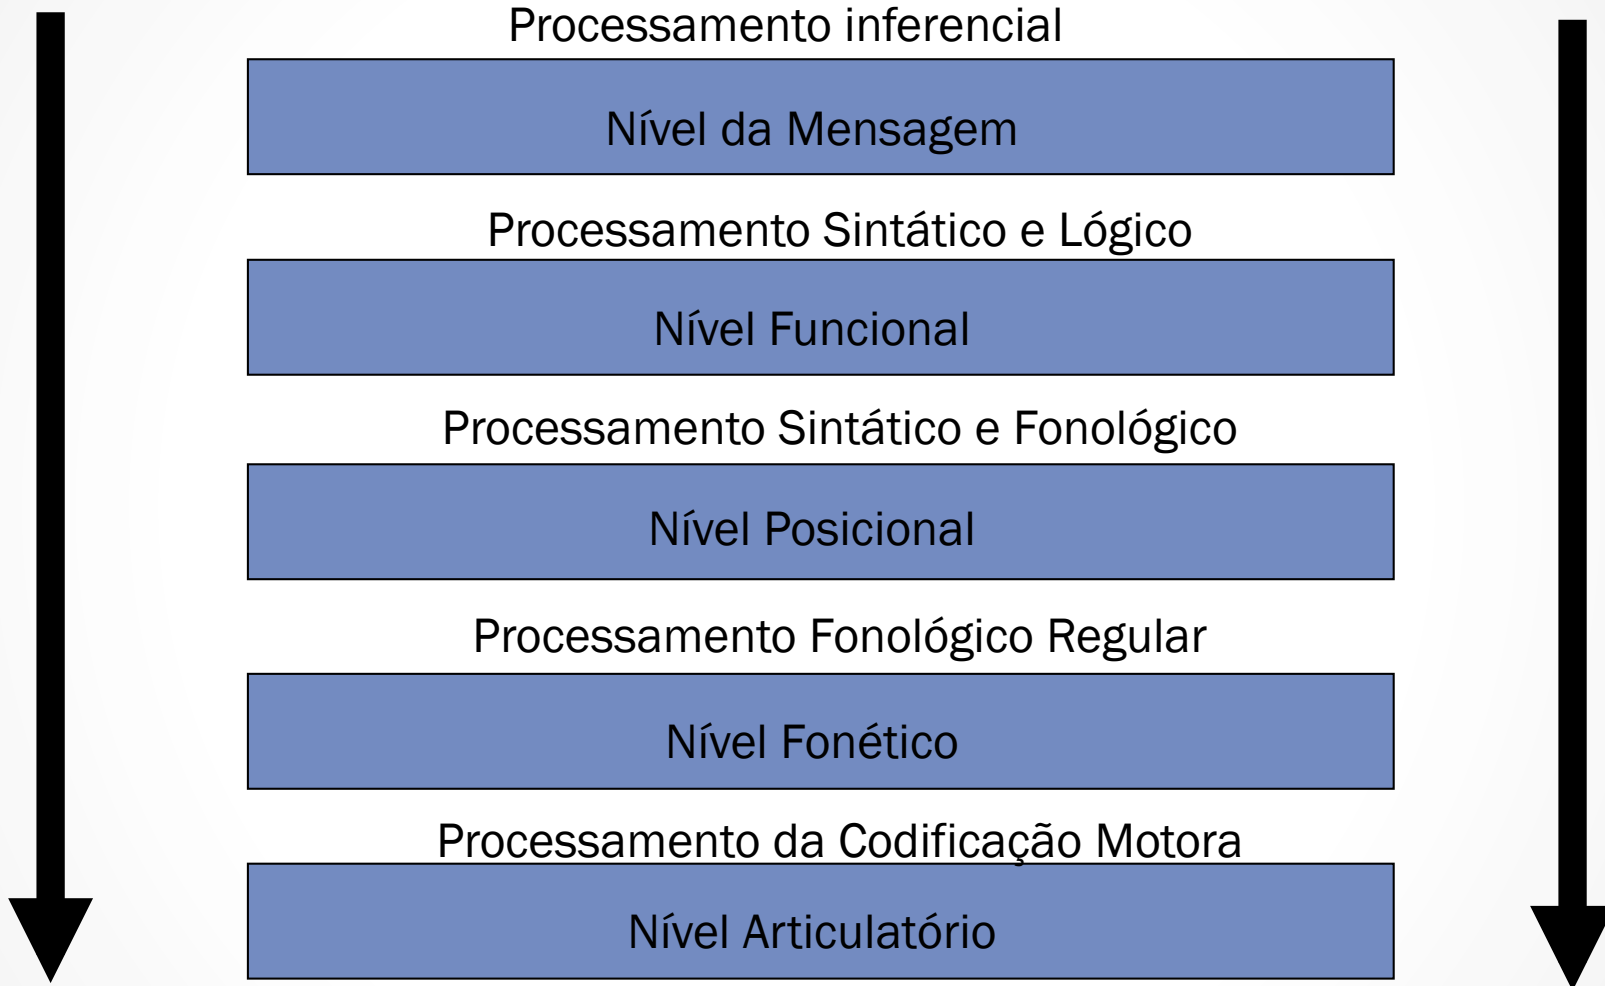 Processamento inferencial
Nível da Mensagem
Processamento Sintático e Lógico
Nível Funcional
Processamento Sintático e Fonológico
Nível Posicional
Processamento Fonológico Regular
Nível Fonético
Processamento da Codificação Motora
Nível Articulatório